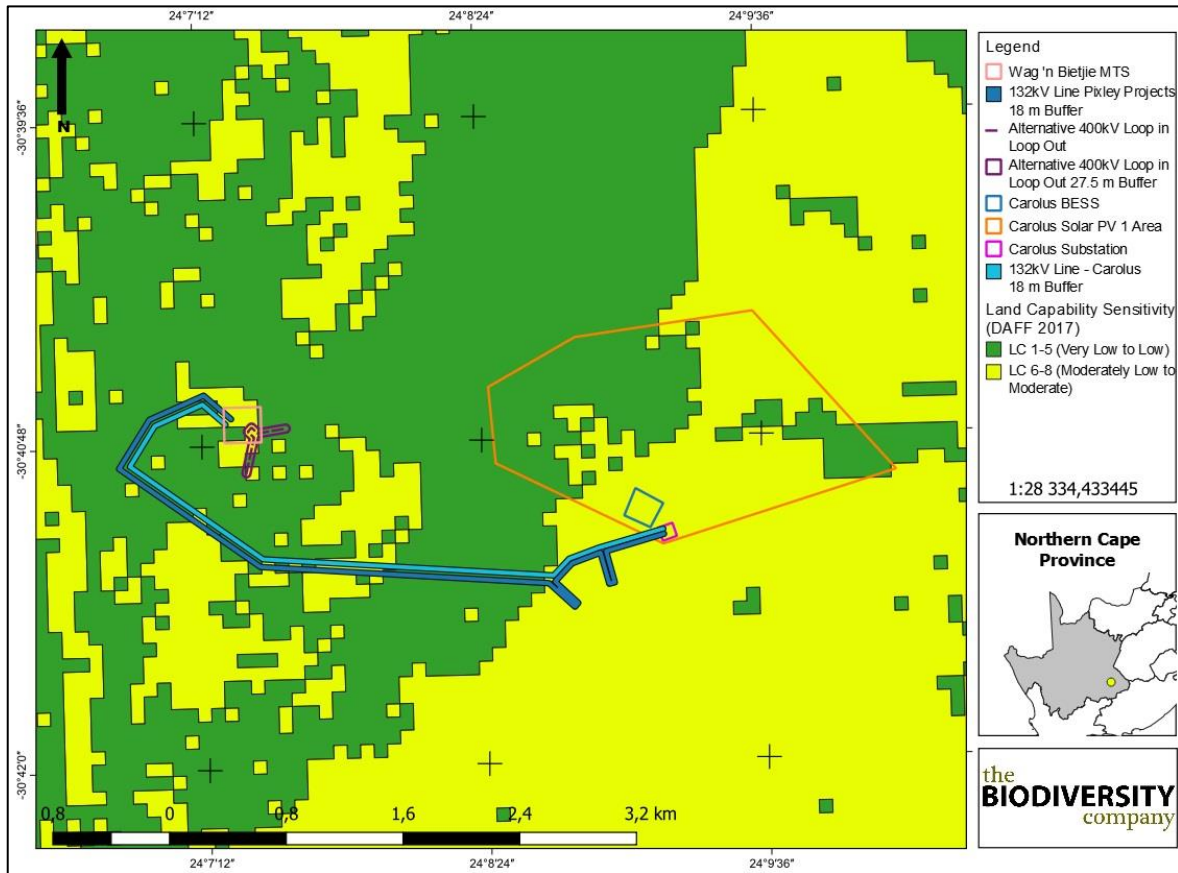 24°7'12"
24°8'24"
24°9'36"
-30°39'36"
-30°40'48"
-30°42'0"
N
0,8
0
0,8
1,6
2,4
3,2 km
24°7'12"
24°8'24"
24°9'36"
Legend
Wag 'n Bietjie MTS
132kV Line Pixley Projects
18 m Buffer
Alternative 400kV Loop in
Loop Out
Alternative 400kV Loop in
Loop Out 27.5 m Buffer
Carolus BESS
Carolus Solar PV 1 Area
Carolus Substation
132kV Line - Carolus
18 m Buffer
Land Capability Sensitivity
(DAFF 2017)
LC 1-5 (Very Low to Low)
LC 6-8 (Moderately Low to
Moderate)
1:28 334,433445
Northern Cape
Province
the
BIODIVERSITY
company